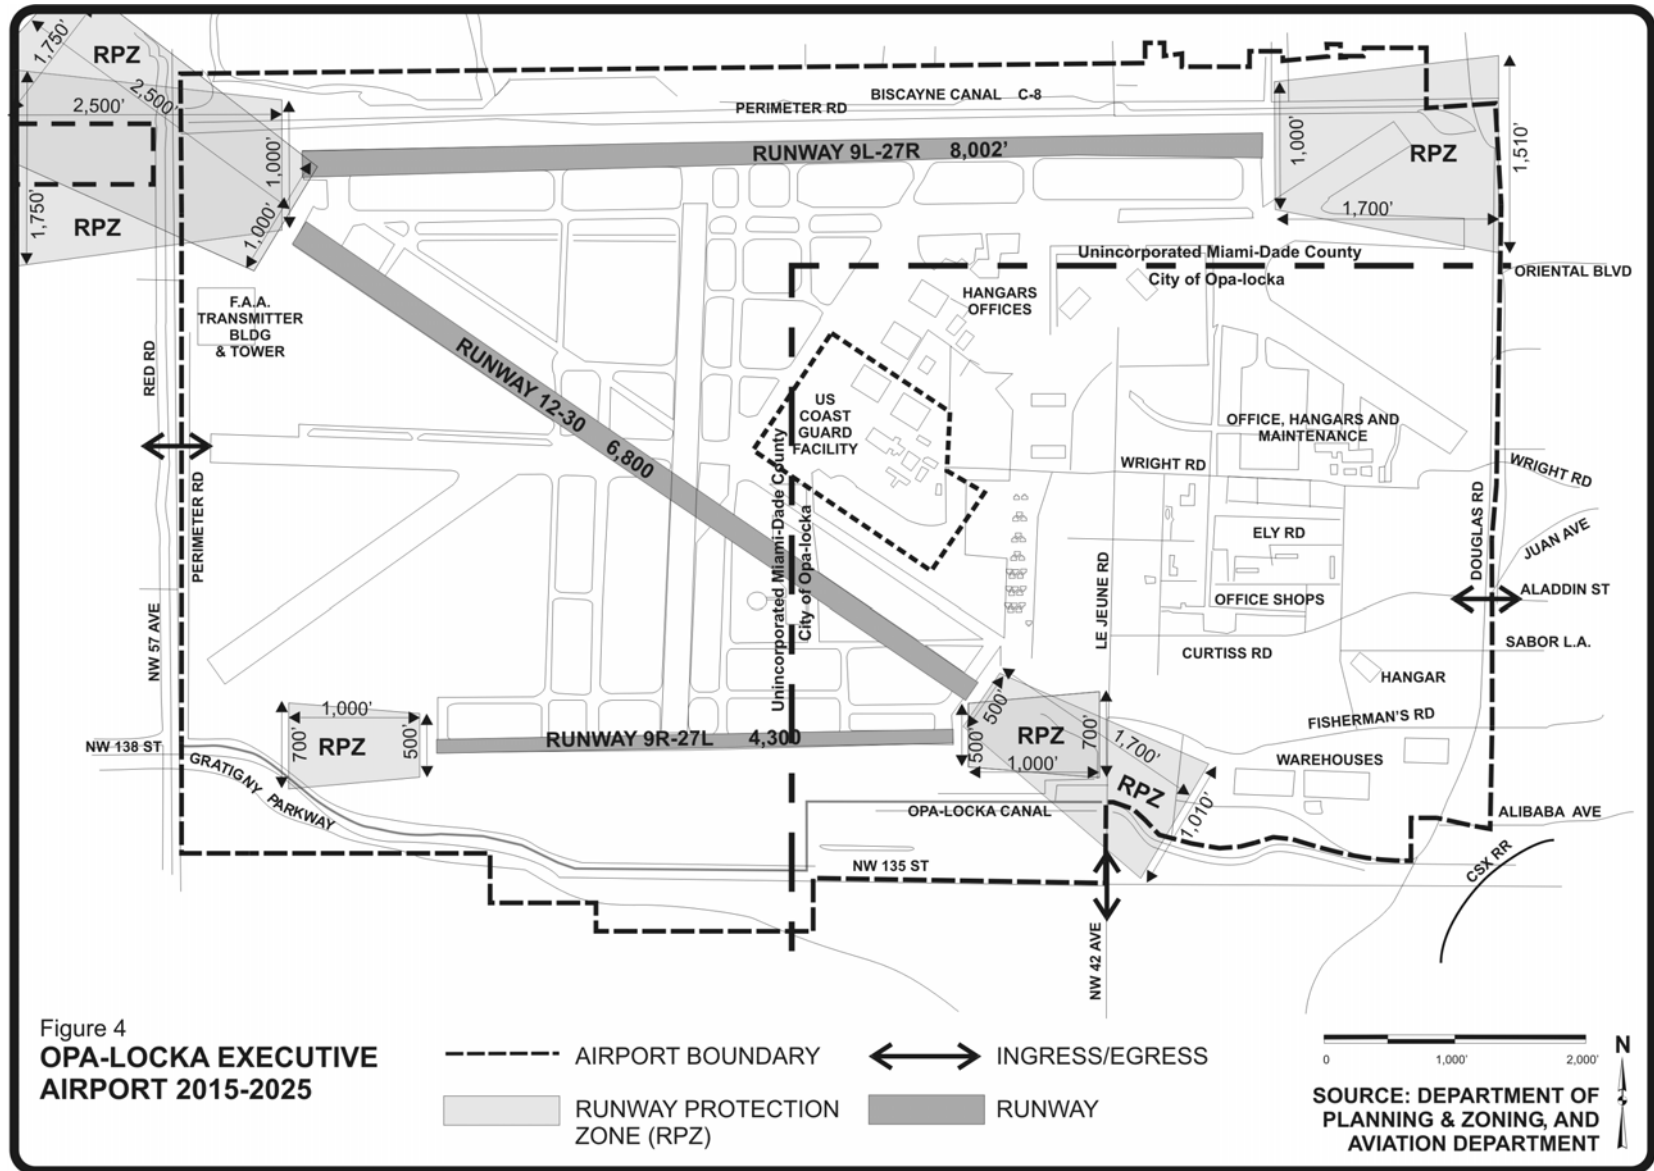 1,750'
RPZ
2,500'
2,500'
1,000'
1,750'
RPZ
1,000'
BISCAYNE CANAL C-8
PERIMETER RD
RUNWAY 9L-27R 8,002'
1,000'
RPZ
1,510'
1,700'
Unincorporated Miami-Dade County
City of Opa-locka
ORIENTAL BLVD
F.A.A.
TRANSMITTER
BLDG
& TOWER
HANGARS
OFFICES
RED RD
RUNWAY 12-30 6,800
US
COAST
GUARD
FACILITY
OFFICE, HANGARS AND
MAINTENANCE
WRIGHT RD
WRIGHT RD
PERIMETER RD
Unincorporated Miami-Dade County
City of Opa-locka
DOUGLAS RD
ELY RD
JUAN AVE
LE JEUNE RD
ALADDIN ST
OFFICE SHOPS
NW 57 AVE
CURTISS RD
SABOR L.A.
HANGAR
1,000'
700'
RPZ
500'
RUNWAY 9R-27L 4,300
500'
500'
RPZ
700'
1,000'
1,700'
RPZ
1,010'
FISHERMAN'S RD
WAREHOUSES
NW 138 ST
GRATIGNY PARKWAY
OPA-LOCKA CANAL
ALIBABA AVE
NW 135 ST
CSX RR
NW 42 AVE
Figure 4
OPA-LOCKA EXECUTIVE
AIRPORT 2015-2025
AIRPORT BOUNDARY
INGRESS/EGRESS
RUNWAY PROTECTION
ZONE (RPZ)
RUNWAY
0 1,000' 2,000'
N
SOURCE: DEPARTMENT OF
PLANNING & ZONING, AND
AVIATION DEPARTMENT